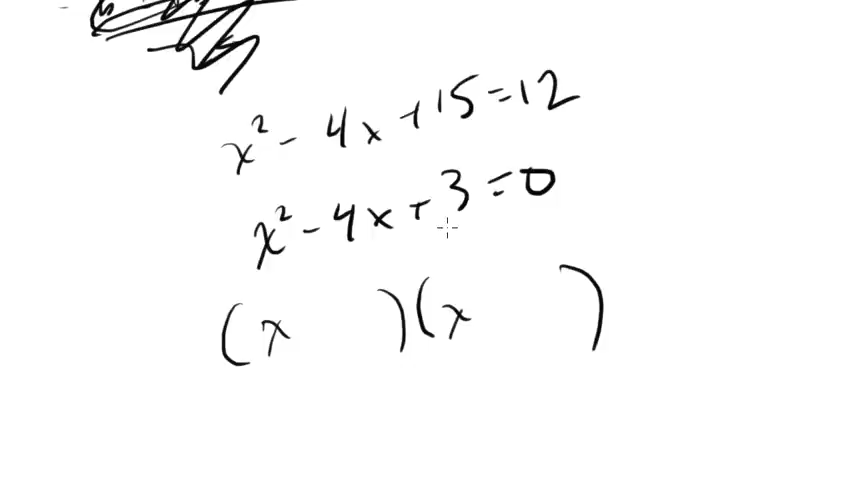 x² - 4x + 15 = 12
x² - 4x + 3 = 0
(x )(x )